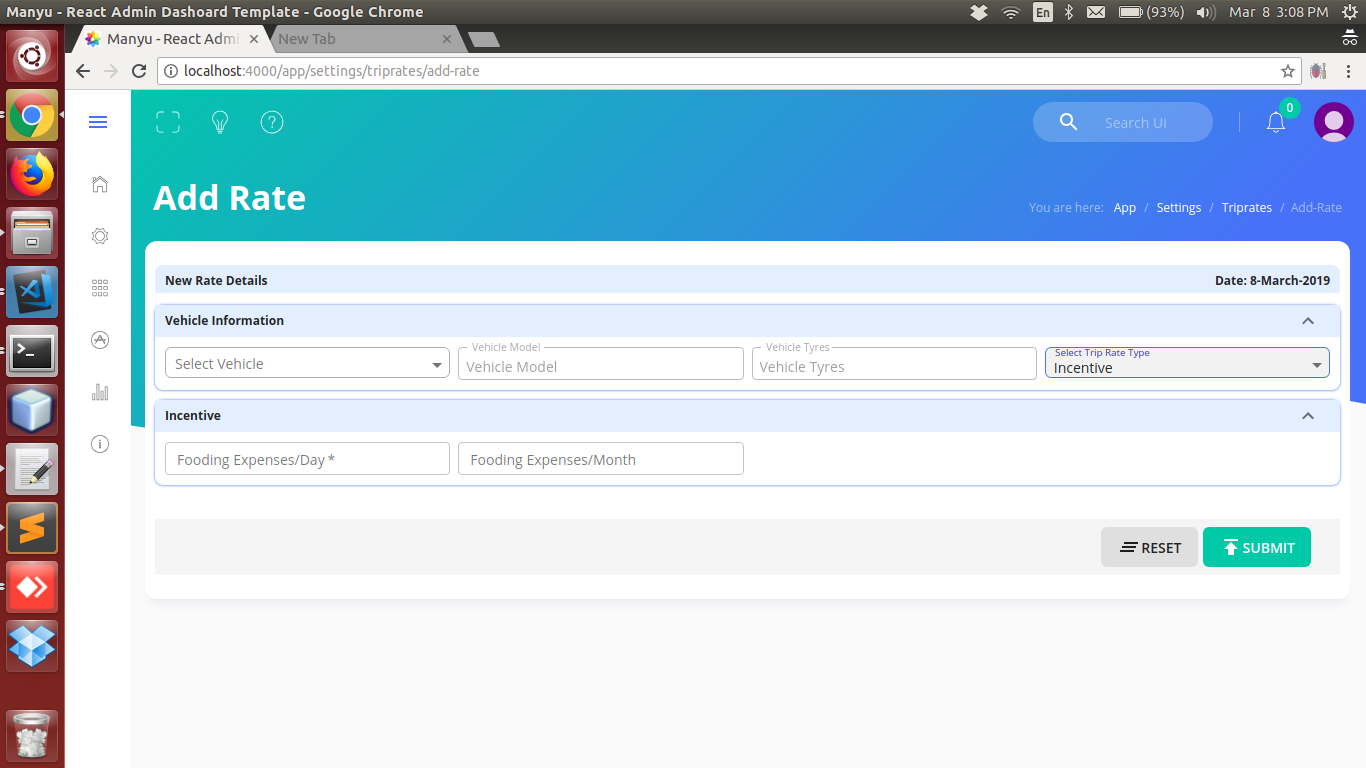 Manyu - React Admin Dashoard Template - Google Chrome
En
(93%)
Mar 8 3:08 PM
Manyu - React Admi
New Tab
localhost:4000/app/settings/triprates/add-rate
Search UI
0
Add Rate
You are here: App / Settings / Triprates / Add-Rate
New Rate Details
Date: 8-March-2019
Vehicle Information
Select Vehicle
Vehicle Model
Vehicle Model
Vehicle Tyres
Vehicle Tyres
Select Trip Rate Type
Incentive
Incentive
Fooding Expenses/Day *
Fooding Expenses/Month
RESET
SUBMIT